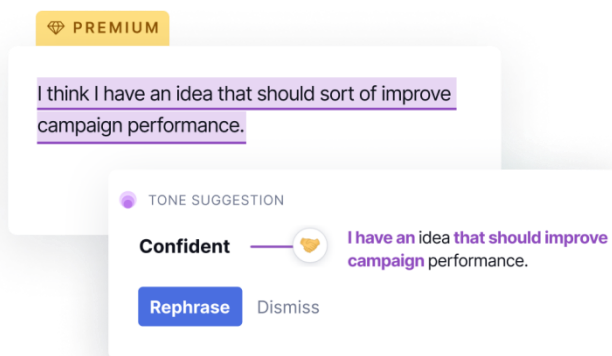 PREMIUM
I think I have an idea that should sort of improve
campaign performance.
TONE SUGGESTION
Confident
I have an idea that should improve
campaign performance.
Rephrase Dismiss